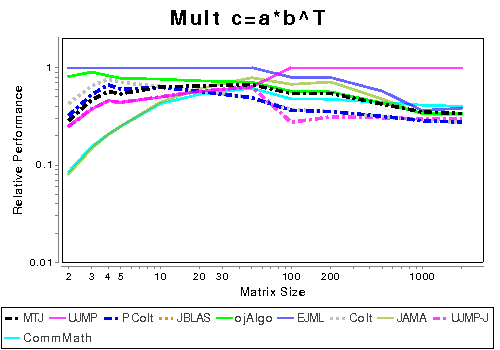 Mult c=a*b^T
Relative Performance
1
0.1
0.01
2 3 4 5 10 20 30 100 200 1000
Matrix Size
MTJ UJMP PColt JBLAS ojAlgo EJML Colt JAMA UJMP-J
CommMath